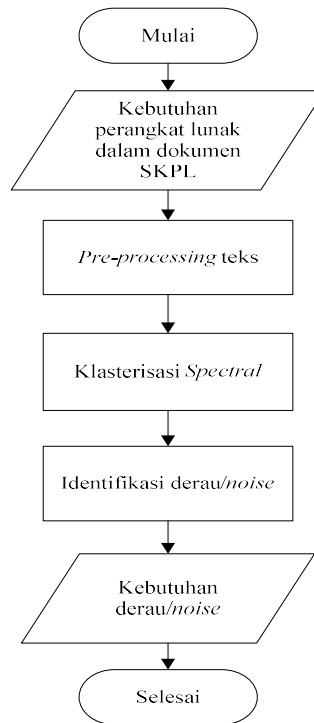 Mulai
Kebutuhan
perangkat lunak
dalam dokumen
SKPL
Pre-processing teks
Klasterisasi Spectral
Identifikasi derau/noise
Kebutuhan
derau/noise
Selesai